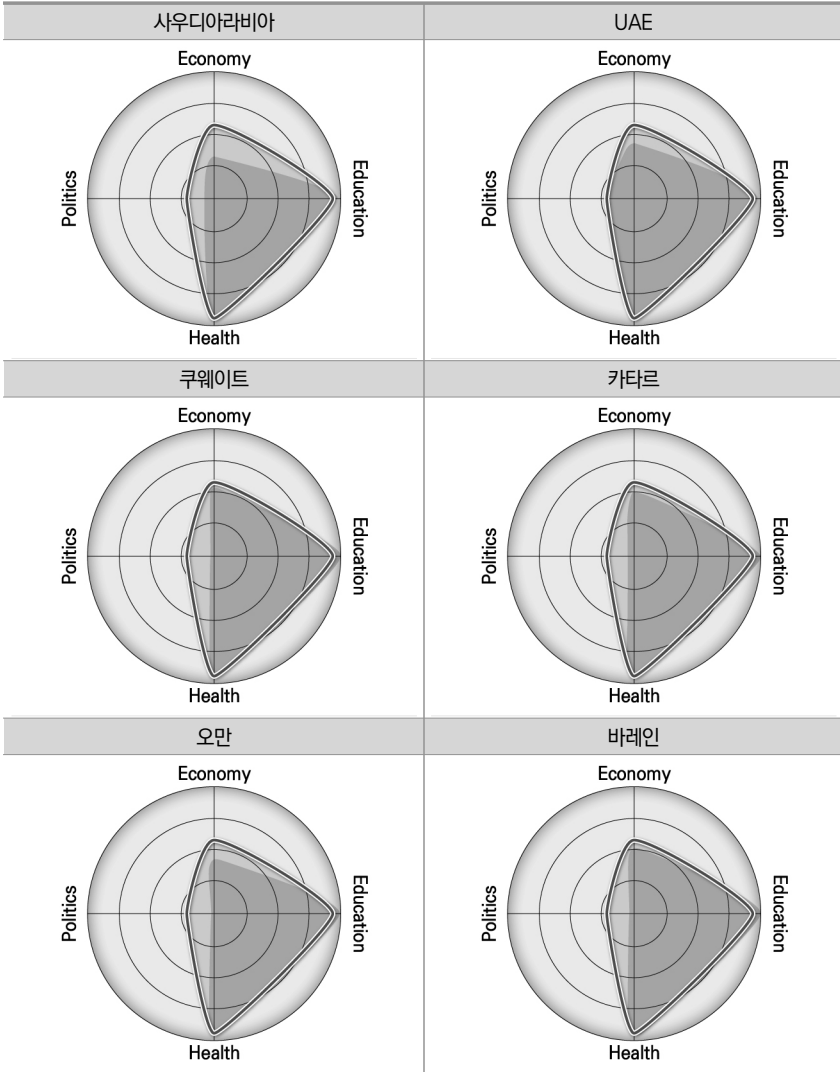 사우디아라비아
UAE
Economy
Politics
Education
Health
Economy
Politics
Education
Health
쿠웨이트
카타르
Economy
Politics
Education
Health
Economy
Politics
Education
Health
오만
바레인
Economy
Politics
Education
Health
Economy
Politics
Education
Health